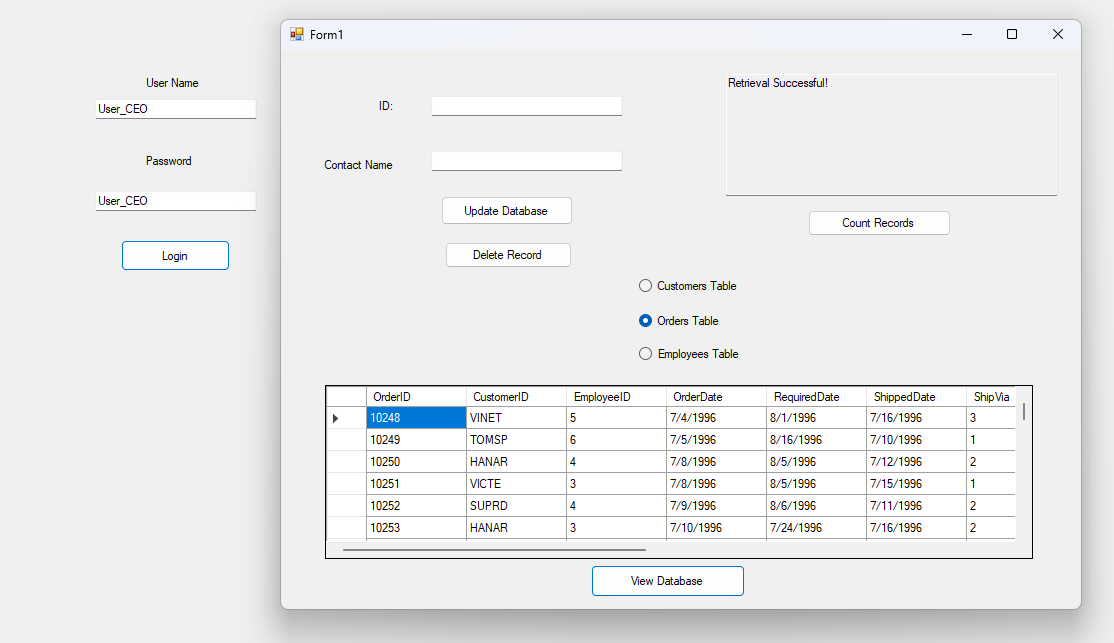 User Name
User_CEO
Password
User_CEO
Login
Form1
ID:
Contact Name
Update Database
Delete Record
Retrieval Successful!
Count Records
Customers Table
Orders Table
Employees Table
OrderID CustomerID EmployeeID OrderDate RequiredDate ShippedDate ShipVia
10248 VINET 5 7/4/1996 8/1/1996 7/16/1996 3
10249 TOMSP 6 7/5/1996 8/16/1996 7/10/1996 1
10250 HANAR 4 7/8/1996 8/5/1996 7/12/1996 2
10251 VICTE 3 7/8/1996 8/5/1996 7/15/1996 1
10252 SUPRD 4 7/9/1996 8/6/1996 7/11/1996 2
10253 HANAR 3 7/10/1996 7/24/1996 7/16/1996 2
View Database